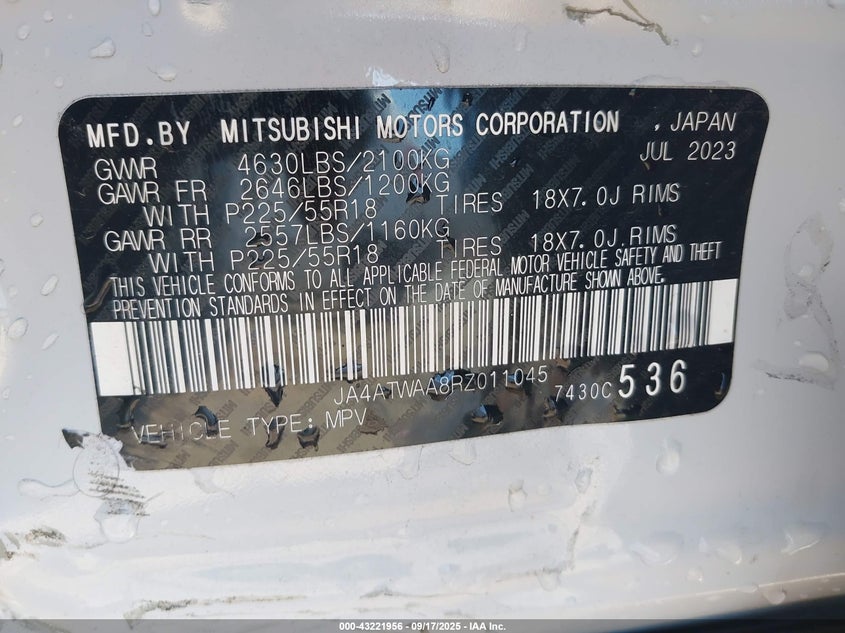 MFD.BY MITSUBISHI MOTORS CORPORATION , JAPAN
GVWR 4630LBS/2100KG JUL 2023
GAWR FR 2646LBS/1200KG
WITH P225/55R18 TIRES 18X7.0J RIMS
GAWR RR 2557LBS/1160KG
WITH P225/55R18 TIRES 18X7.0J RIMS
THIS VEHICLE CONFORMS TO ALL APPLICABLE FEDERAL MOTOR VEHICLE SAFETY AND THEFT
PREVENTION STANDARDS IN EFFECT ON THE DATE OF MANUFACTURE SHOWN ABOVE.
JA4ATWAA8RZ011045 7430C 536
VEHICLE TYPE: MPV
000-43221956 - 09/17/2025 - IAA Inc.